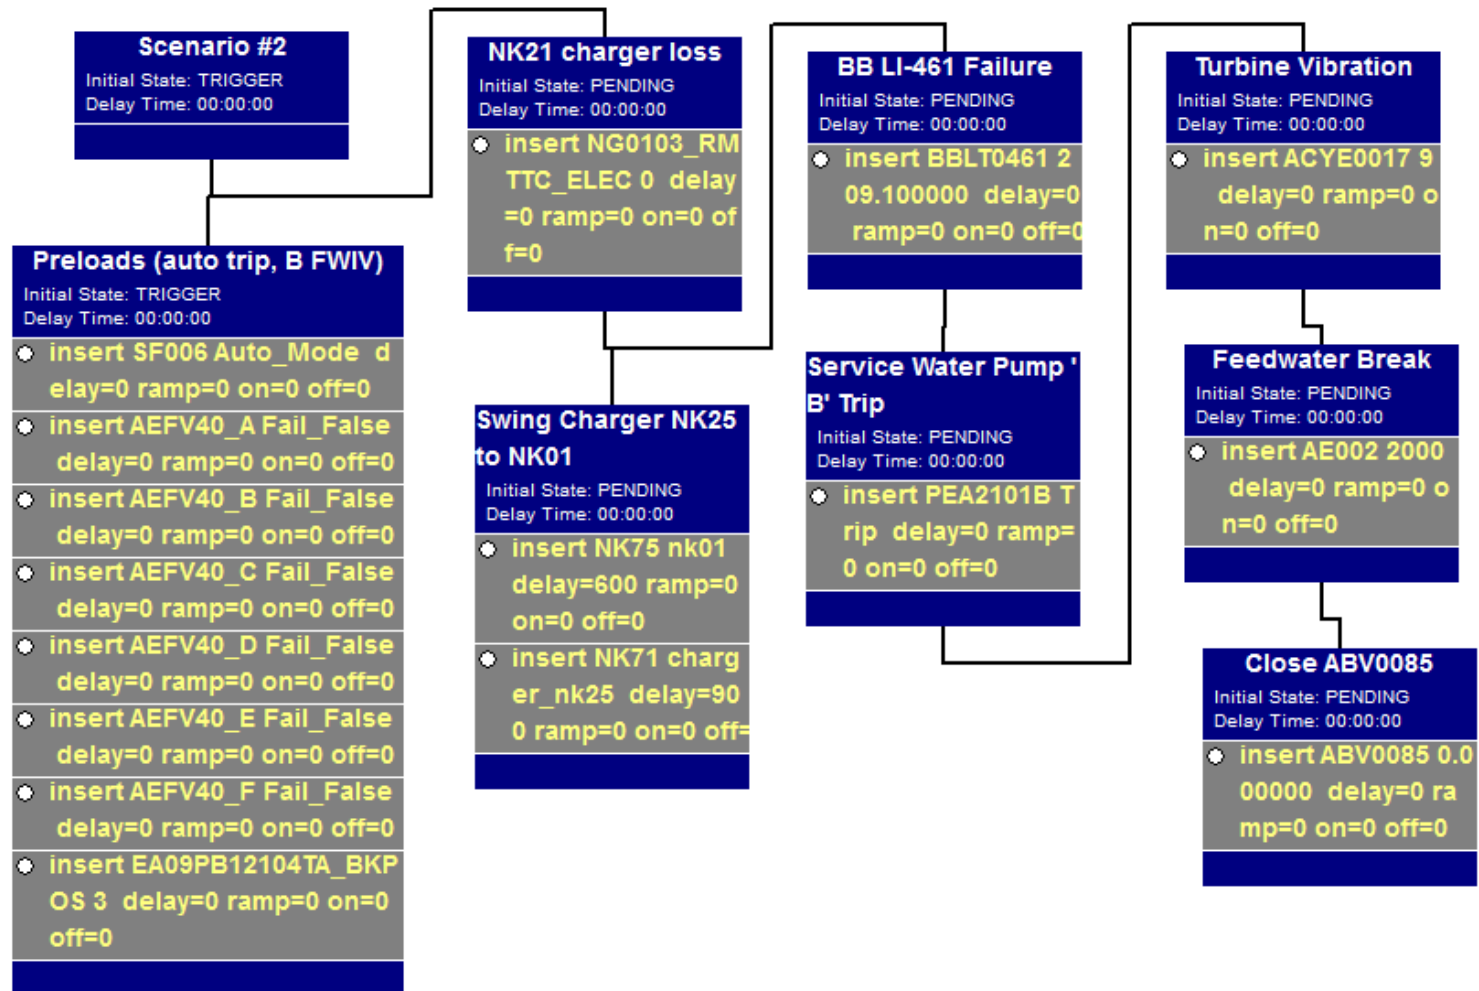 Scenario #2
Initial State: TRIGGER
Delay Time: 00:00:00
Preloads (auto trip, B FWIV)
Initial State: TRIGGER
Delay Time: 00:00:00
insert SF006 Auto_Mode  d
elay=0 ramp=0 on=0 off=0
insert AEFV40_A Fail_False
delay=0 ramp=0 on=0 off=0
insert AEFV40_B Fail_False
delay=0 ramp=0 on=0 off=0
insert AEFV40_C Fail_False
delay=0 ramp=0 on=0 off=0
insert AEFV40_D Fail_False
delay=0 ramp=0 on=0 off=0
insert AEFV40_E Fail_False
delay=0 ramp=0 on=0 off=0
insert AEFV40_F Fail_False
delay=0 ramp=0 on=0 off=0
insert EA09PB12104TA_BKP
OS 3  delay=0 ramp=0 on=0
off=0
NK21 charger loss
Initial State: PENDING
Delay Time: 00:00:00
insert NG0103_RM
TTC_ELEC 0  delay
=0 ramp=0 on=0 of
f=0
Swing Charger NK25
to NK01
Initial State: PENDING
Delay Time: 00:00:00
insert NK75 nk01
delay=600 ramp=0
on=0 off=0
insert NK71 charg
er_nk25  delay=90
0 ramp=0 on=0 off=
BB LI-461 Failure
Initial State: PENDING
Delay Time: 00:00:00
insert BBLT0461 2
09.100000  delay=0
ramp=0 on=0 off=0
Service Water Pump '
B' Trip
Initial State: PENDING
Delay Time: 00:00:00
insert PEA2101B T
rip  delay=0 ramp=
0 on=0 off=0
Turbine Vibration
Initial State: PENDING
Delay Time: 00:00:00
insert ACYE0017 9
delay=0 ramp=0 o
n=0 off=0
Feedwater Break
Initial State: PENDING
Delay Time: 00:00:00
insert AE002 2000
delay=0 ramp=0 o
n=0 off=0
Close ABV0085
Initial State: PENDING
Delay Time: 00:00:00
insert ABV0085 0.0
00000  delay=0 ra
mp=0 on=0 off=0